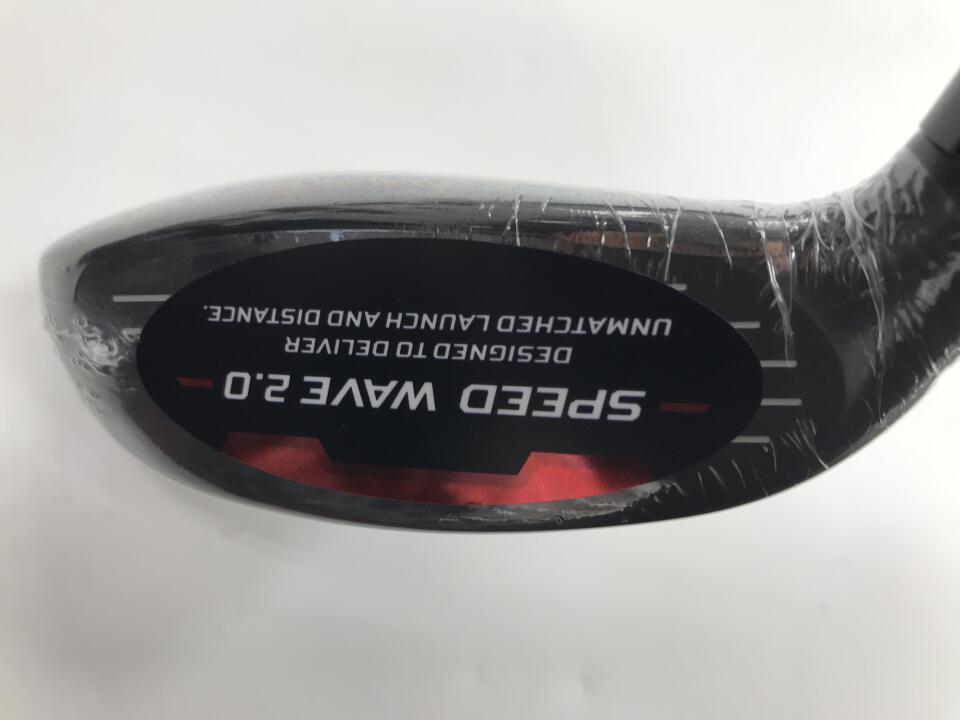 SPEED WAVE 2.0
DESIGNED TO DELIVER
UNMATCHED LAUNCH AND DISTANCE.